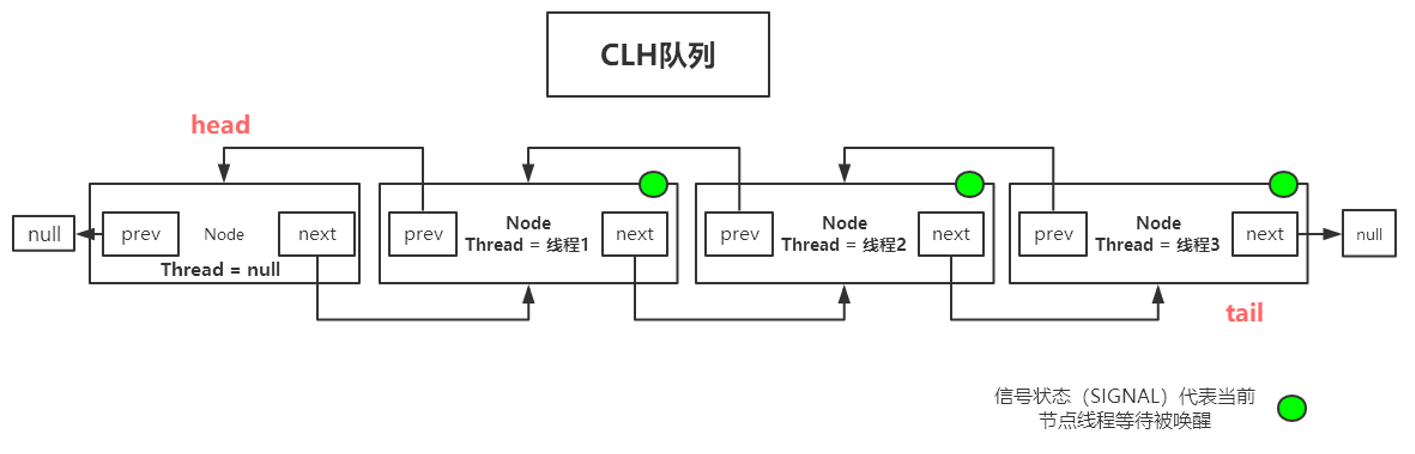 CLH队列
head
null
prev
Node
next
Thread = null
prev
Node
Thread = 线程1
next
prev
Node
Thread = 线程2
next
prev
Node
Thread = 线程3
next
null
tail
信号状态（SIGNAL）代表当前
节点线程等待被唤醒